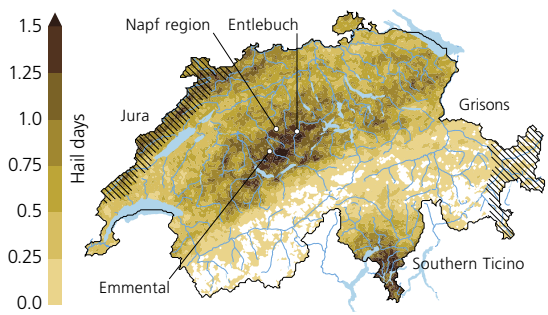 1.5
1.25
1.0
0.75
0.5
0.25
0.0
Hail days
Napf region
Entlebuch
Jura
Grisons
Southern Ticino
Emmental